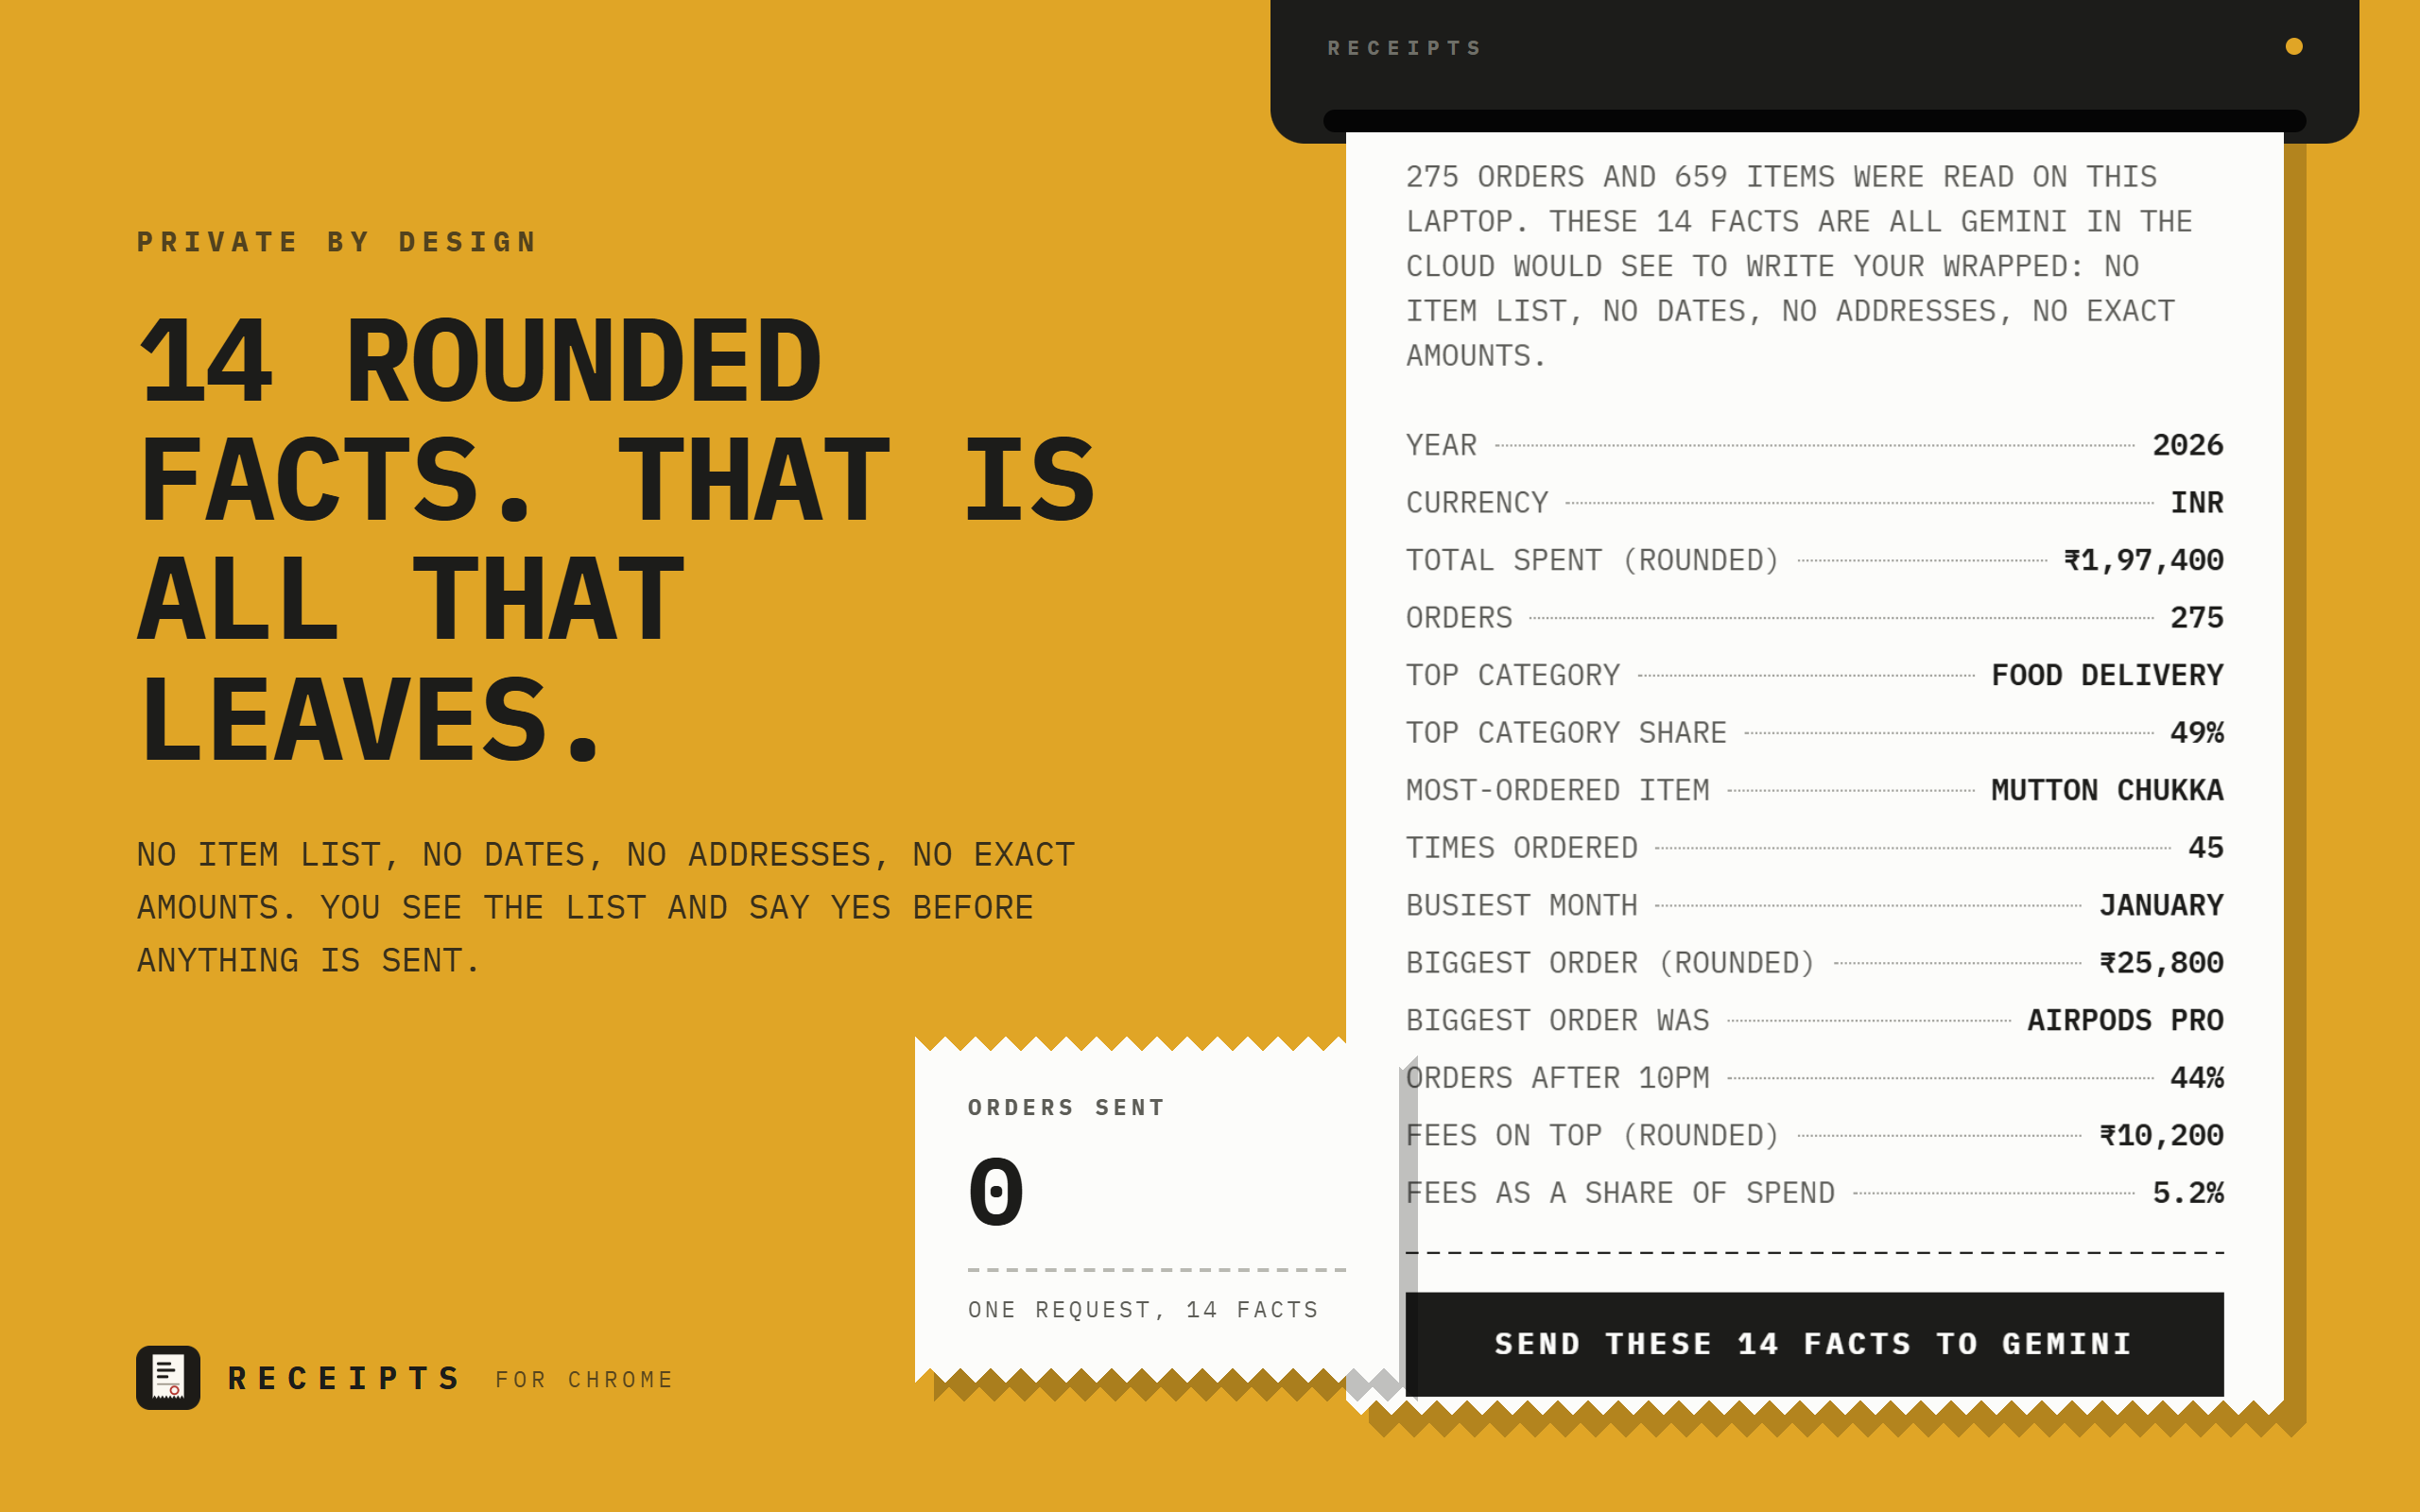 RECEIPTS
PRIVATE BY DESIGN
14 ROUNDED
FACTS. THAT IS
ALL THAT
LEAVES.
NO ITEM LIST, NO DATES, NO ADDRESSES, NO EXACT
AMOUNTS. YOU SEE THE LIST AND SAY YES BEFORE
ANYTHING IS SENT.
275 ORDERS AND 659 ITEMS WERE READ ON THIS
LAPTOP. THESE 14 FACTS ARE ALL GEMINI IN THE
CLOUD WOULD SEE TO WRITE YOUR WRAPPED: NO
ITEM LIST, NO DATES, NO ADDRESSES, NO EXACT
AMOUNTS.
YEAR 2026
CURRENCY INR
TOTAL SPENT (ROUNDED) ₹1,97,400
ORDERS 275
TOP CATEGORY FOOD DELIVERY
TOP CATEGORY SHARE 49%
MOST-ORDERED ITEM MUTTON CHUKKA
TIMES ORDERED 45
BUSIEST MONTH JANUARY
BIGGEST ORDER (ROUNDED) ₹25,800
BIGGEST ORDER WAS AIRPODS PRO
ORDERS AFTER 10PM 44%
FEES ON TOP (ROUNDED) ₹10,200
FEES AS A SHARE OF SPEND 5.2%
SEND THESE 14 FACTS TO GEMINI
ORDERS SENT
0
ONE REQUEST, 14 FACTS
RECEIPTS FOR CHROME